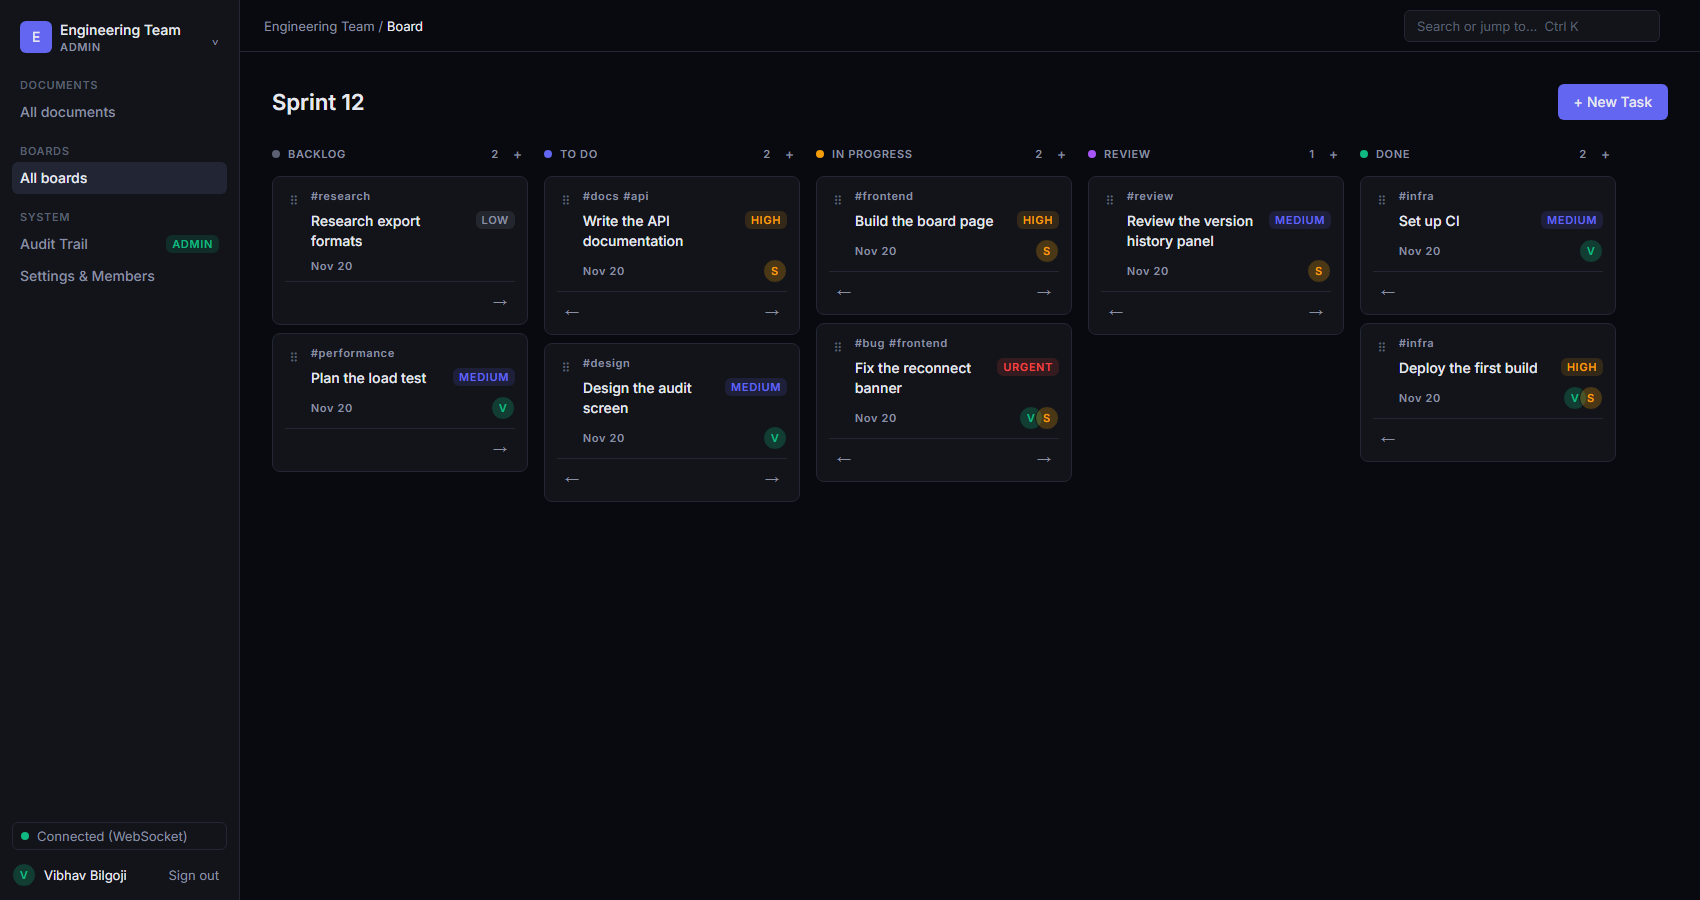 E
Engineering Team
ADMIN
v
DOCUMENTS
All documents
BOARDS
All boards
SYSTEM
Audit Trail ADMIN
Settings & Members
Connected (WebSocket)
V Vibhav Bilgoji Sign out
Engineering Team / Board
Search or jump to... Ctrl K
Sprint 12
+ New Task
BACKLOG 2 +
#research
Research export LOW
formats
Nov 20
→
#performance
Plan the load test MEDIUM
Nov 20 V
→
TO DO 2 +
#docs #api
Write the API HIGH
documentation
Nov 20 S
← →
#design
Design the audit MEDIUM
screen
Nov 20 V
← →
IN PROGRESS 2 +
#frontend
Build the board page HIGH
Nov 20 S
← →
#bug #frontend
Fix the reconnect URGENT
banner
Nov 20 V S
← →
REVIEW 1 +
#review
Review the version MEDIUM
history panel
Nov 20 S
← →
DONE 2 +
#infra
Set up CI MEDIUM
Nov 20 V
←
#infra
Deploy the first build HIGH
Nov 20 V S
←